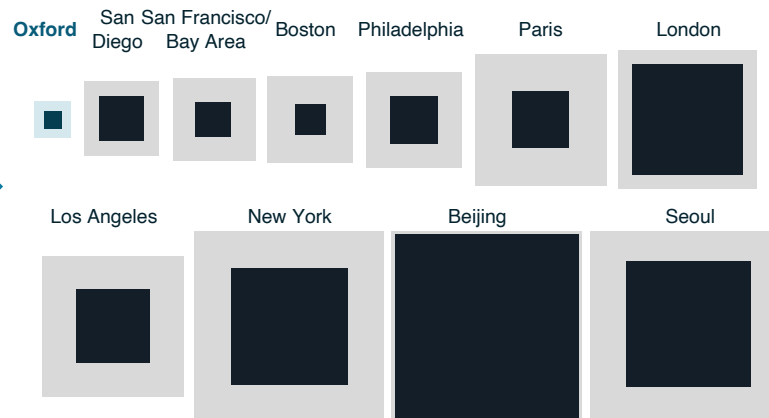 Oxford
San
Diego
San Francisco/
Bay Area
Boston
Philadelphia
Paris
London
Los Angeles
New York
Beijing
Seoul